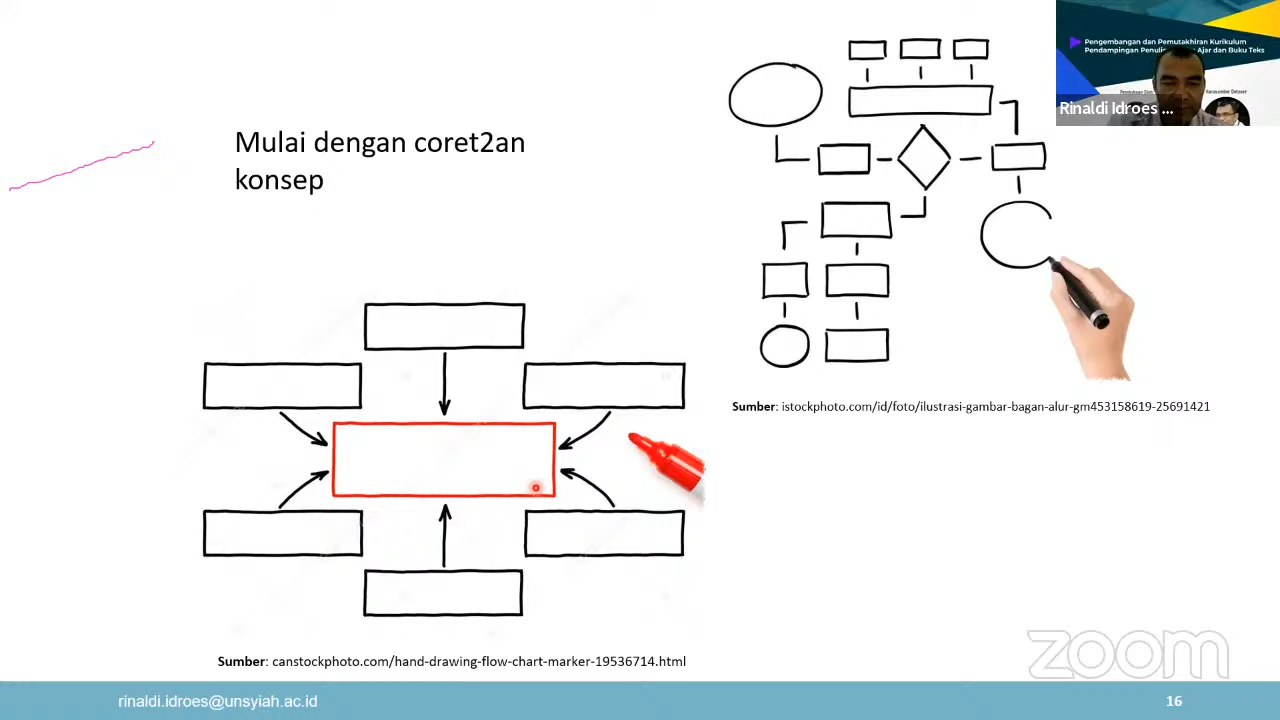 Pengembangan dan Pemutakhiran Kurikulum
Rinaldi Idroes ...
Mulai dengan coret2an
konsep
Sumber: istockphoto.com/id/foto/ilustrasi-gambar-bagan-alur-gm453158619-25691421
Sumber: canstockphoto.com/hand-drawing-flow-chart-marker-19536714.html
zoom
rinaldi.idroes@unsyiah.ac.id
16